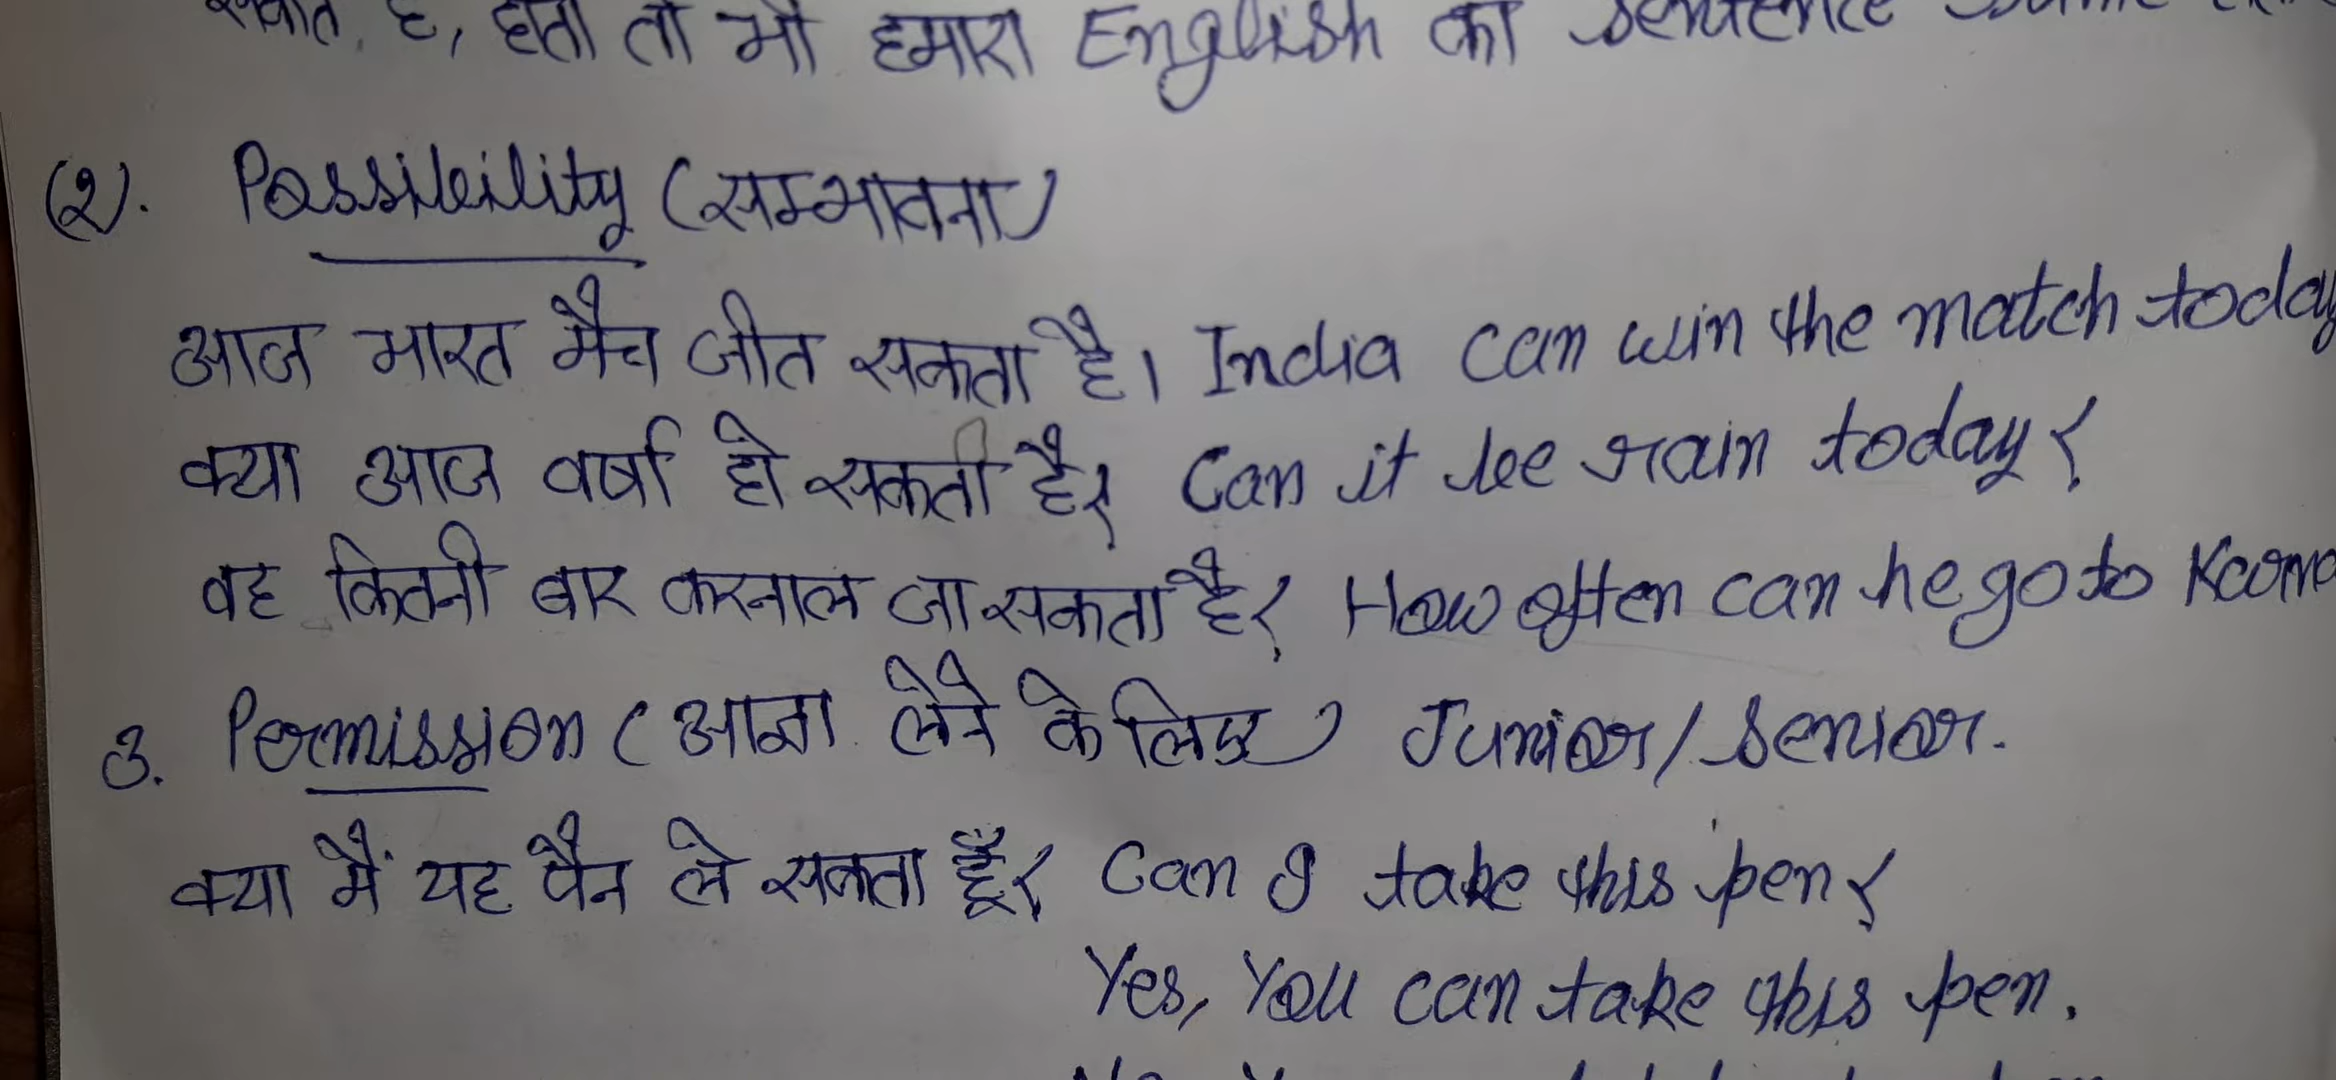 है, होता तो भी हमारा English का sentence
(2). Possibility (सम्भावना)
आज भारत मैच जीत सकता है। India can win the match today
क्या आज वर्षा हो सकती है? Can it be rain today?
वह कितनी बार करनाल जा सकता है? How often can he go to Karna
3. Permission (आज्ञा लेने के लिए) Junior/Senior.
क्या मैं यह पैन ले सकता हूँ? Can I take this pen?
Yes, You can take this pen.